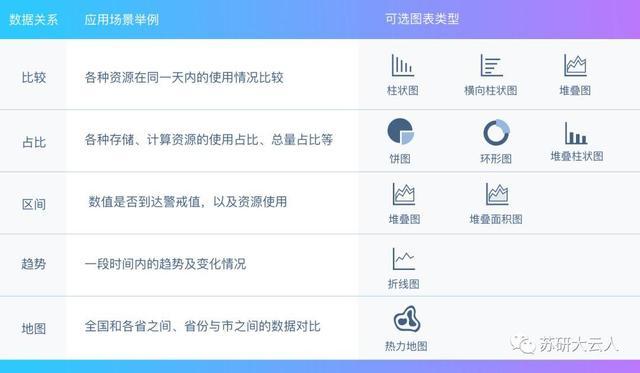 数据关系 应用场景举例 可选图表类型
比较 各种资源在同一天内的使用情况比较
柱状图 横向柱状图 堆叠图
占比 各种存储、计算资源的使用占比、总量占比等
饼图 环形图 堆叠柱状图
区间 数值是否到达警戒值，以及资源使用
堆叠图 堆叠面积图
趋势 一段时间内的趋势及变化情况
折线图
地图 全国和各省之间、省份与市之间的数据对比
热力地图
苏研大云人